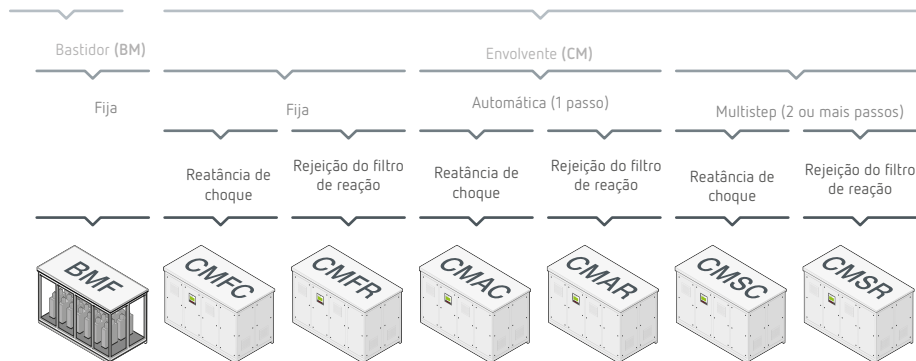 Bastidor (BM)
Envolvente (CM)
Fija
Fija
Automática (1 passo)
Multistep (2 ou mais passos)
Reatância de
choque
Rejeição do filtro
de reação
Reatância de
choque
Rejeição do filtro
de reação
Reatância de
choque
Rejeição do filtro
de reação
BMF
CMFC
CMFR
CMAC
CMAR
CMSC
CMSR